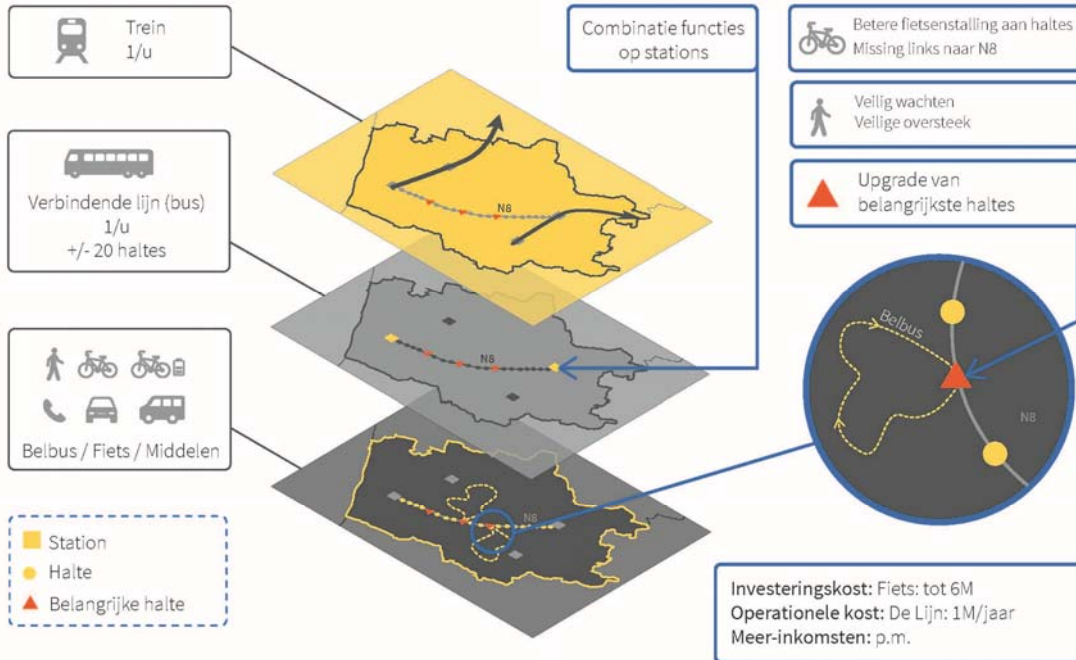 Trein
1/u
Combinatie functies
op stations
Betere fietsenstalling aan haltes
Missing links naar N8
Veilig wachten
Veilige oversteek
Upgrade van
belangrijkste haltes
Verbindende lijn (bus)
1/u
+/- 20 haltes
N8
N8
Belbus
N8
Belbus / Fiets / Middelen
N8
Station
Halte
Belangrijke halte
Investeringskost: Fiets: tot 6M
Operationele kost: De Lijn: 1M/jaar
Meer-inkomsten: p.m.